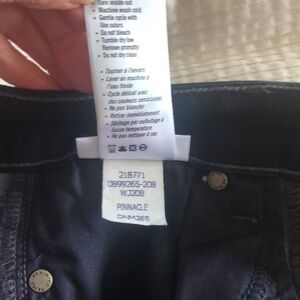 Turn inside out
Machine wash cold
Gentle cycle with
like colors
Do not bleach
Tumble dry low
Remove promptly
Do not dry clean
- Tourner à l'envers
- Laver en machine à
l'eau froide
- Cycle délicat avec
des couleurs semblables
- Ne pas blanchir
- Retirer immédiatement
- Séchage par culbutage à
basse température
- Ne pas nettoyer à sec
218771
0899265-208
WJ208
PINNACLE
DNM265